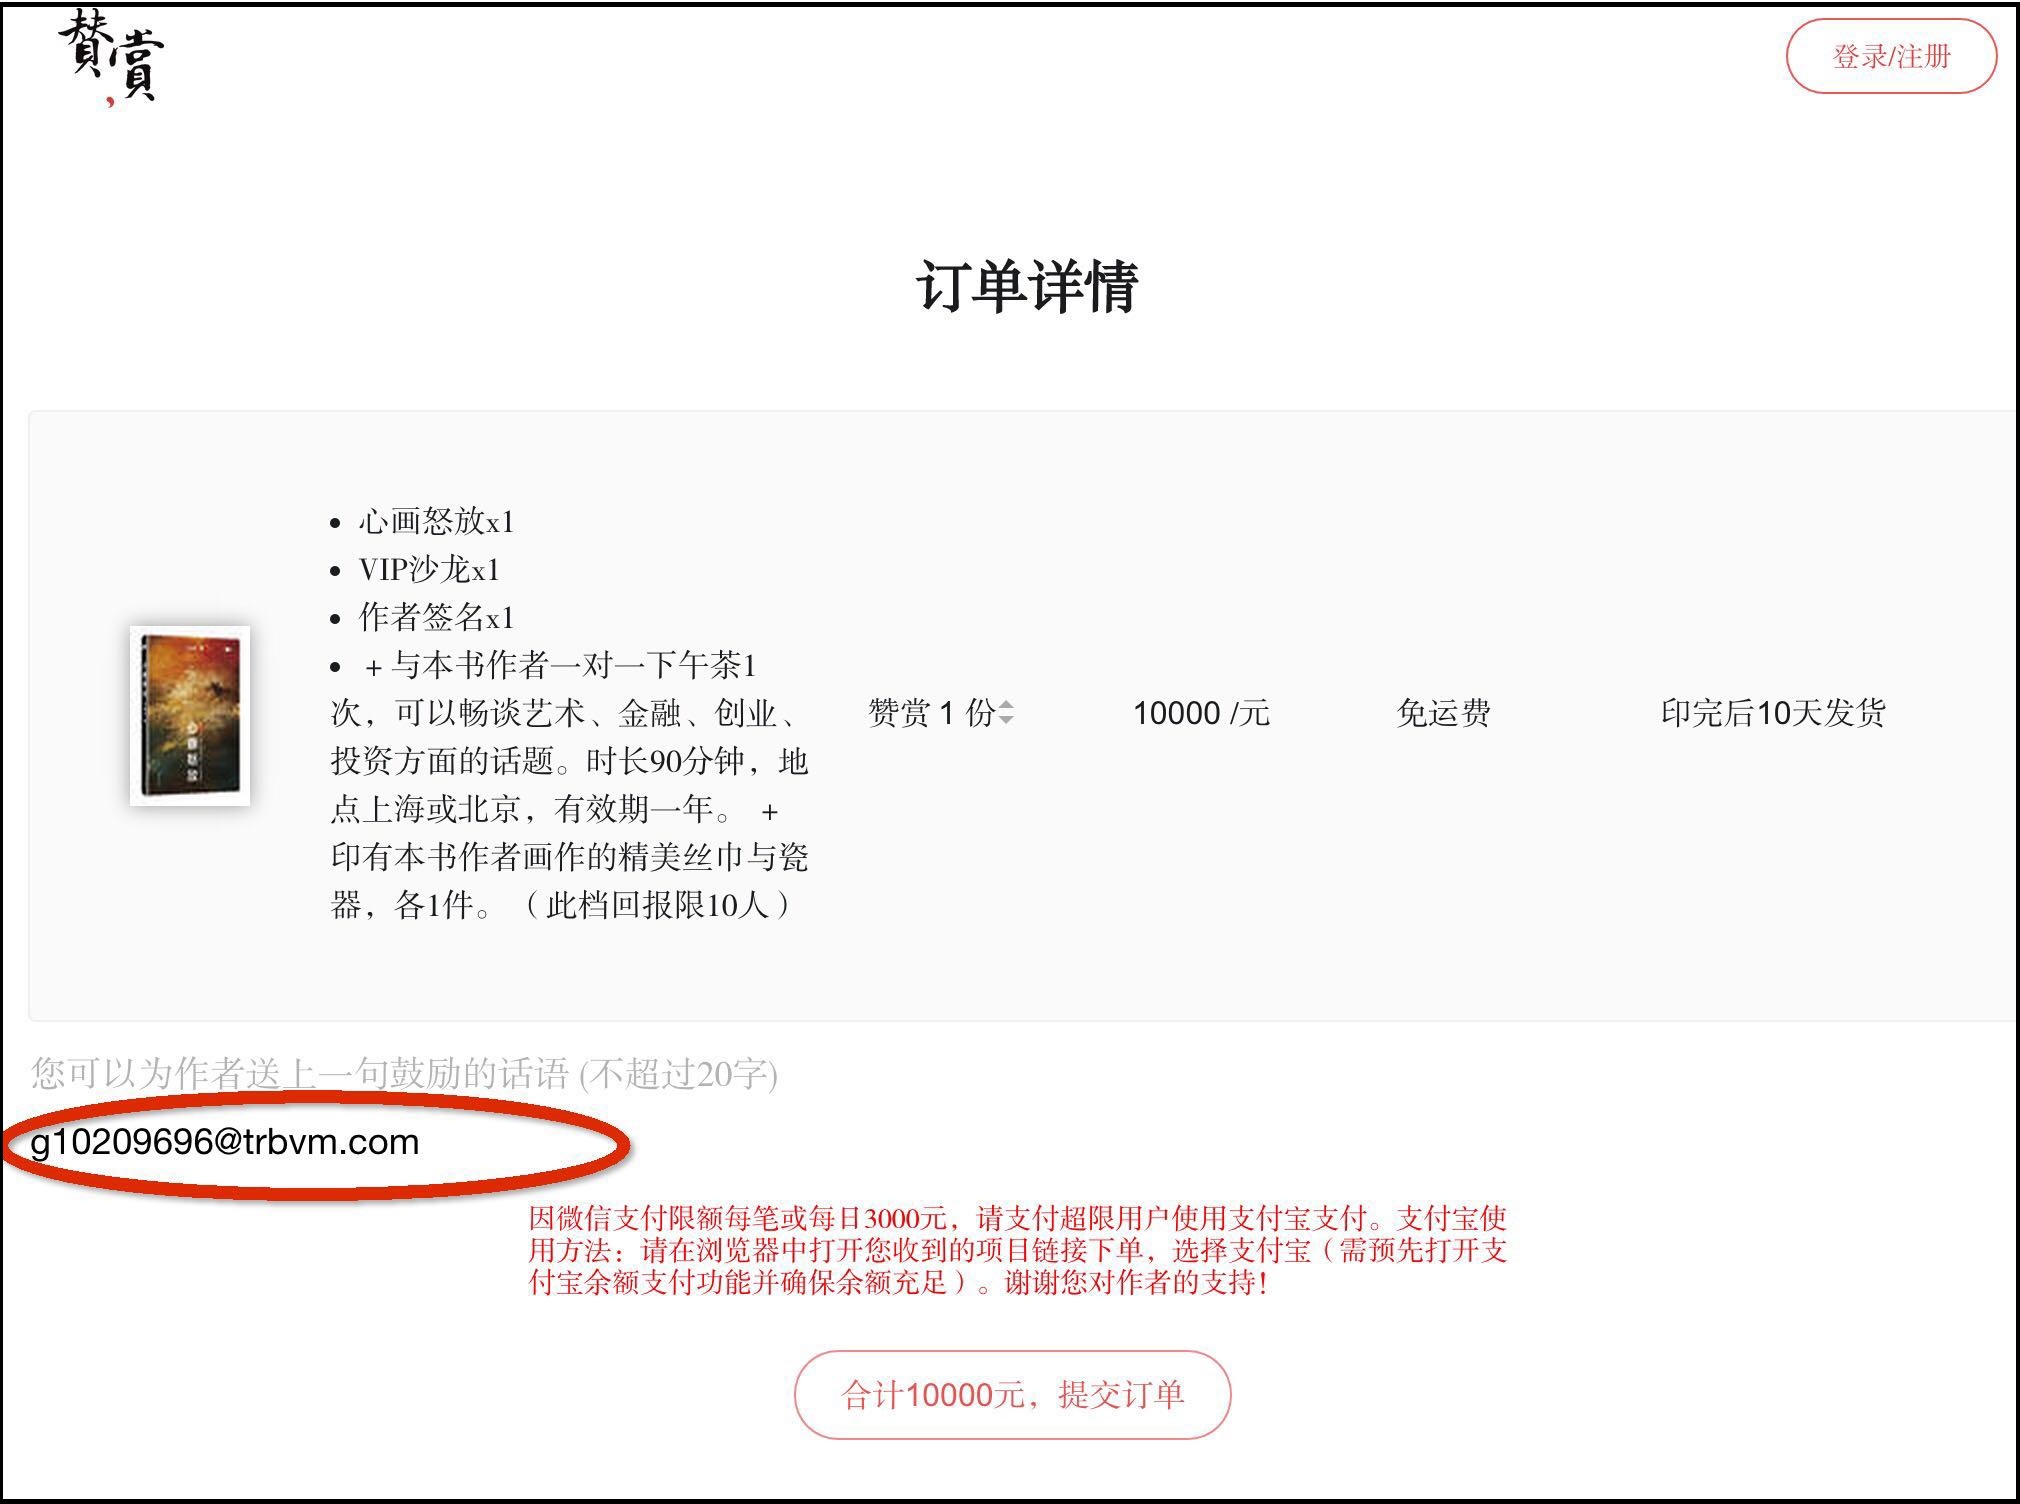 赞赏
登录/注册
订单详情
• 心画怒放x1
• VIP沙龙x1
• 作者签名x1
• + 与本书作者一对一下午茶1
次，可以畅谈艺术、金融、创业、
投资方面的话题。时长90分钟，地
点上海或北京，有效期一年。 +
印有本书作者画作的精美丝巾与瓷
器，各1件。（此档回报限10人）
赞赏 1 份
10000 /元
免运费
印完后10天发货
心画怒放
您可以为作者送上一句鼓励的话语 (不超过20字)
g10209696@trbvm.com
因微信支付限额每笔或每日3000元，请支付超限用户使用支付宝支付。支付宝使
用方法：请在浏览器中打开您收到的项目链接下单，选择支付宝（需预先打开支
付宝余额支付功能并确保余额充足）。谢谢您对作者的支持！
合计10000元，提交订单